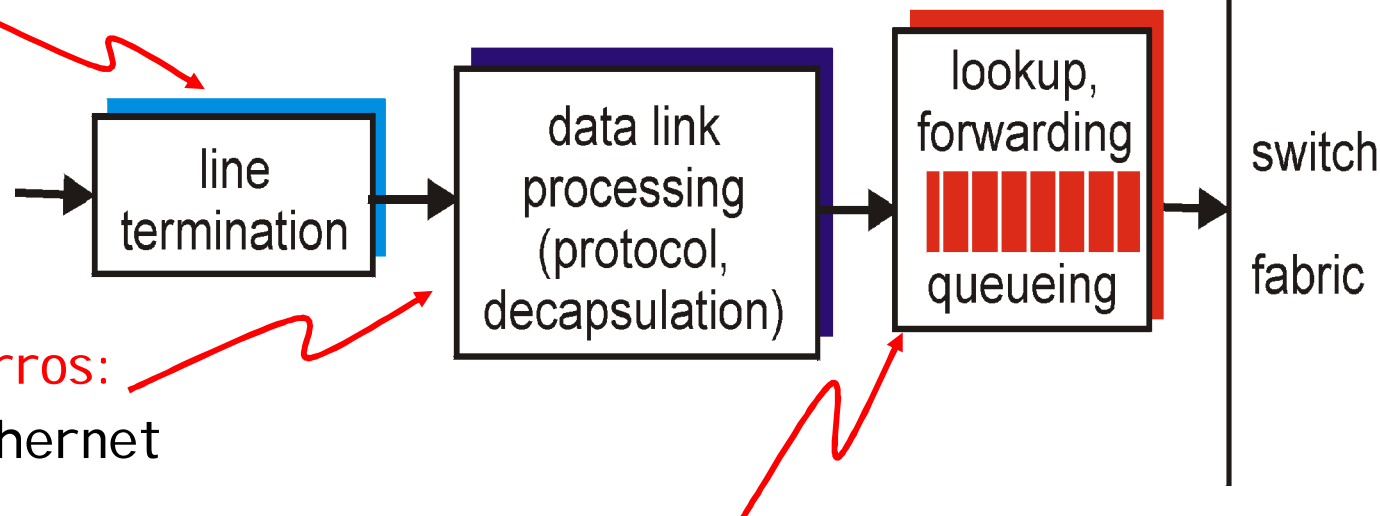 line
termination
data link
processing
(protocol,
decapsulation)
lookup,
forwarding
queueing
switch
fabric
rros:
hernet